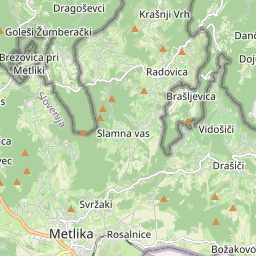 Dragoševci
Goleši Žumberački
Krašnji Vrh
Brezovica pri
Metliki
Radovica
Slovenija
Brašljevica
Slamna vas
Vidošiči
Drašiči
Svržaki
Metlika
Rosalnice
Božakovo